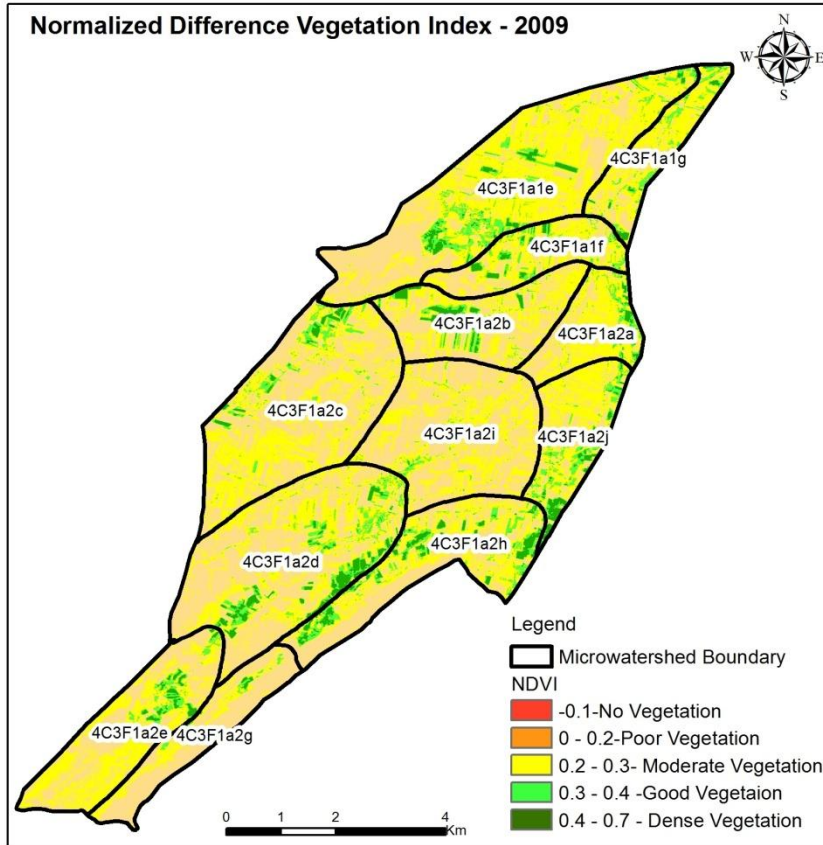 Normalized Difference Vegetation Index - 2009
N
W E
S
4C3F1a1g
4C3F1a1e
4C3F1a1f
4C3F1a2b
4C3F1a2a
4C3F1a2c
4C3F1a2i
4C3F1a2j
4C3F1a2h
4C3F1a2d
4C3F1a2e
4C3F1a2g
Legend
Microwatershed Boundary
NDVI
-0.1-No Vegetation
0 - 0.2-Poor Vegetation
0.2 - 0.3- Moderate Vegetation
0.3 - 0.4 -Good Vegetaion
0.4 - 0.7 - Dense Vegetation
0 1 2 4
Km